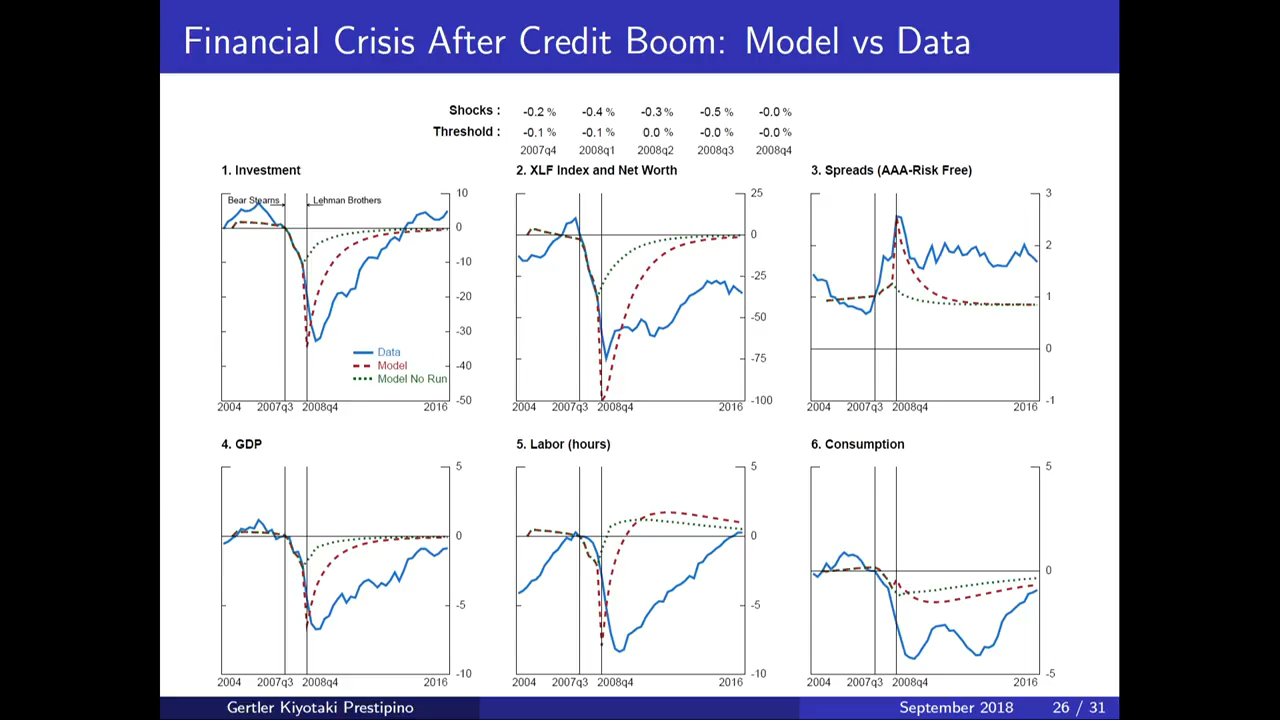 Financial Crisis After Credit Boom: Model vs Data
Shocks : -0.2 % -0.4 % -0.3 % -0.5 % -0.0 %
Threshold : -0.1 % -0.1 % 0.0 % -0.0 % -0.0 %
2007q4 2008q1 2008q2 2008q3 2008q4
1. Investment
Bear Stearns
Lehman Brothers
10
0
-10
-20
-30
-40
-50
Data
Model
Model No Run
2004 2007q3 2008q4 2016
2. XLF Index and Net Worth
25
0
-25
-50
-75
-100
2004 2007q3 2008q4 2016
3. Spreads (AAA-Risk Free)
3
2
1
0
-1
2004 2007q3 2008q4 2016
4. GDP
5
0
-5
-10
2004 2007q3 2008q4 2016
5. Labor (hours)
5
0
-5
-10
2004 2007q3 2008q4 2016
6. Consumption
5
0
-5
2004 2007q3 2008q4 2016
Gertler Kiyotaki Prestipino September 2018 26 / 31